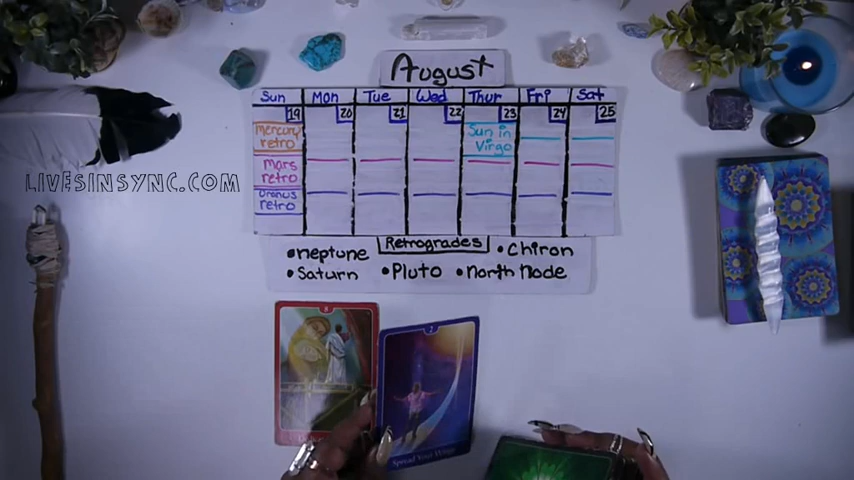 August
Sun Mon Tue Wed Thur Fri Sat
19 20 21 22 23 24 25
Mercury
retro
Sun in
Virgo
Mars
retro
Uranus
retro
LIVESINSYNC.COM
Retrogrades
•neptune •Chiron
•Saturn •Pluto •North Node
7
Spread Your Wings